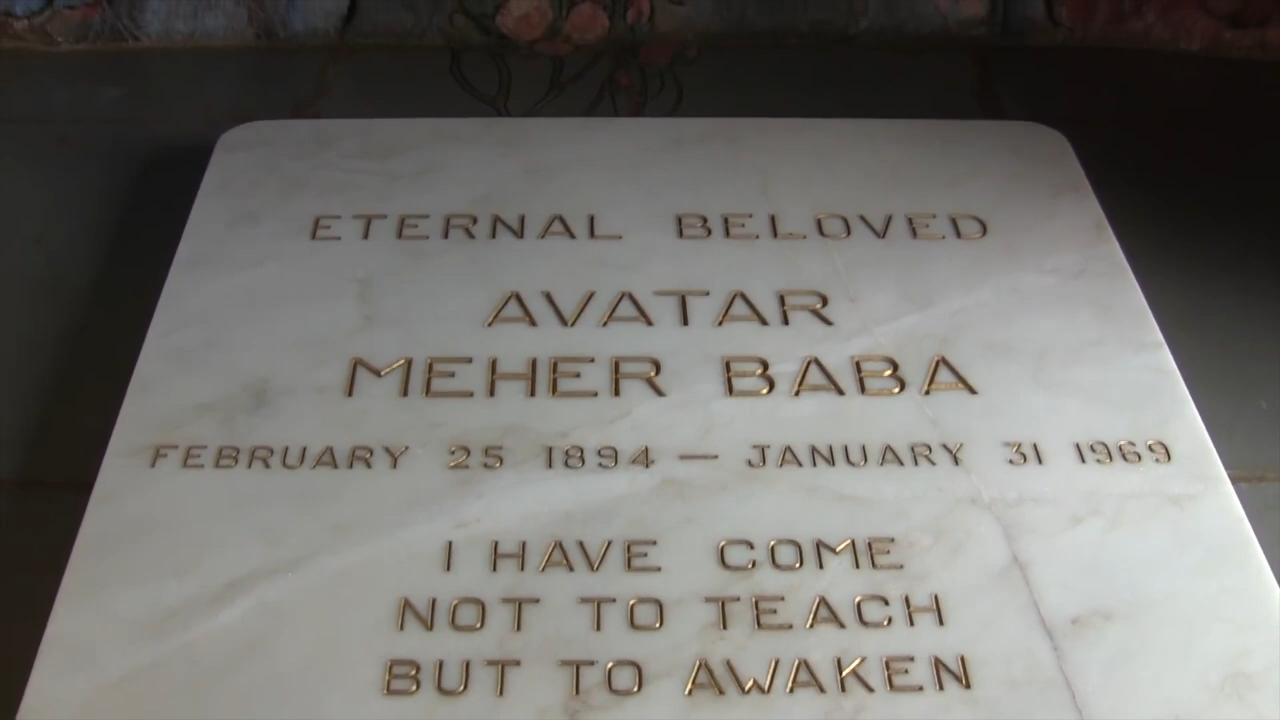 ETERNAL BELOVED
AVATAR
MEHER BABA
FEBRUARY 25 1894 — JANUARY 31 1969
I HAVE COME
NOT TO TEACH
BUT TO AWAKEN